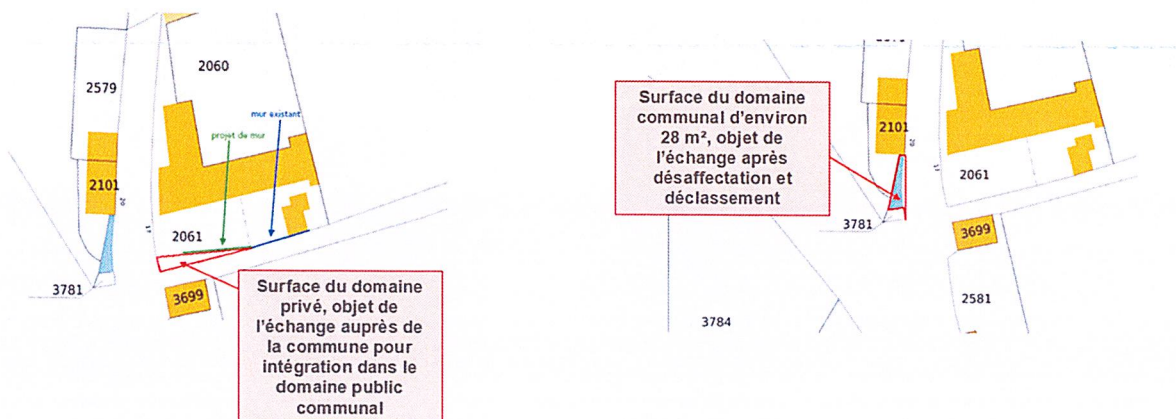 2060
2579
mur existant
projet de mur
2101
20
2061
3781
3699
Surface du domaine
privé, objet de
l'échange auprès de
la commune pour
intégration dans le
domaine public
communal
Surface du domaine
communal d'environ
28 m², objet de
l'échange après
désaffectation et
déclassement
2101
20
2061
3781
3699
2581
3784